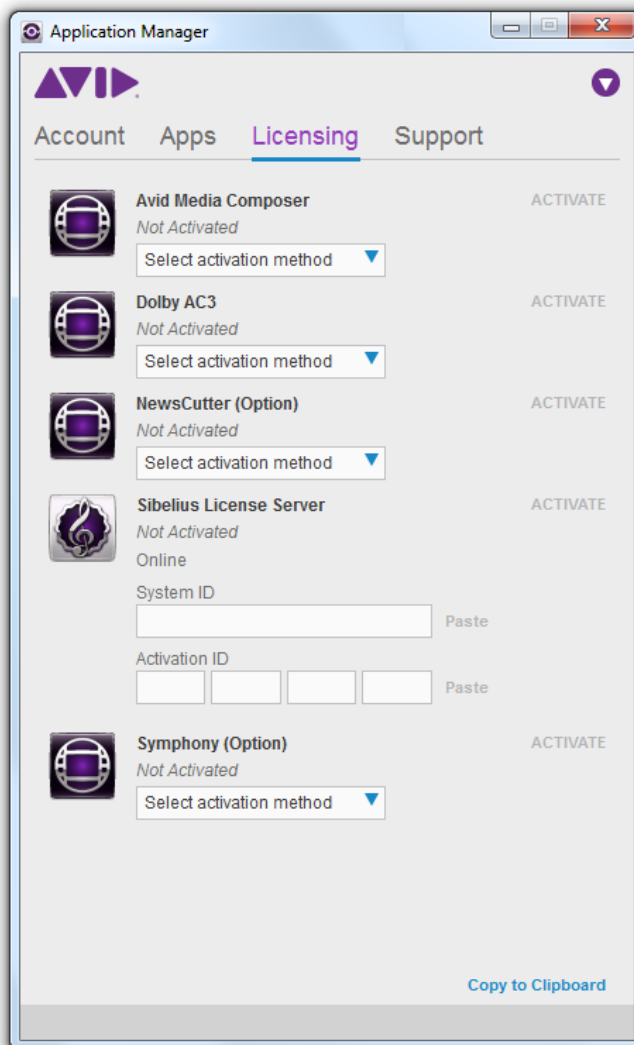 Application Manager
AVID
Account Apps Licensing Support
Avid Media Composer ACTIVATE
Not Activated
Select activation method
Dolby AC3 ACTIVATE
Not Activated
Select activation method
NewsCutter (Option) ACTIVATE
Not Activated
Select activation method
Sibelius License Server ACTIVATE
Not Activated
Online
System ID
Paste
Activation ID
Paste
Symphony (Option) ACTIVATE
Not Activated
Select activation method
Copy to Clipboard